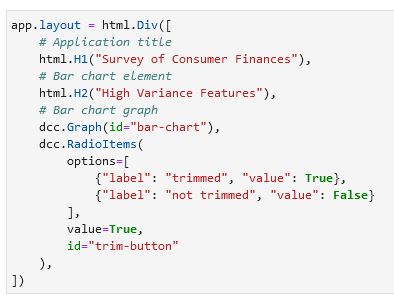 app.layout = html.Div([
    # Application title
    html.H1("Survey of Consumer Finances"),
    # Bar chart element
    html.H2("High Variance Features"),
    # Bar chart graph
    dcc.Graph(id="bar-chart"),
    dcc.RadioItems(
        options=[
            {"label": "trimmed", "value": True},
            {"label": "not trimmed", "value": False}
        ],
        value=True,
        id="trim-button"
    ),
])